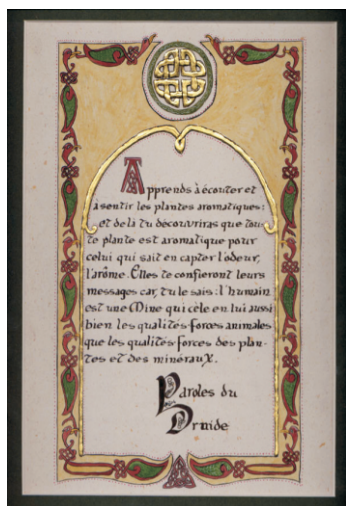 Apprends à écouter et
à sentir les plantes aromatiques:
et de là tu découvriras que tou-
te plante est aromatique pour
celui qui sait en capter l'odeur,
l'arôme. Elles te confieront leurs
messages car, tu le sais: l'humain
est une Mine qui cèle en lui aussi
bien les qualités-forces animales
que les qualités-forces des plan-
tes et des minéraux.
Paroles du
Druide